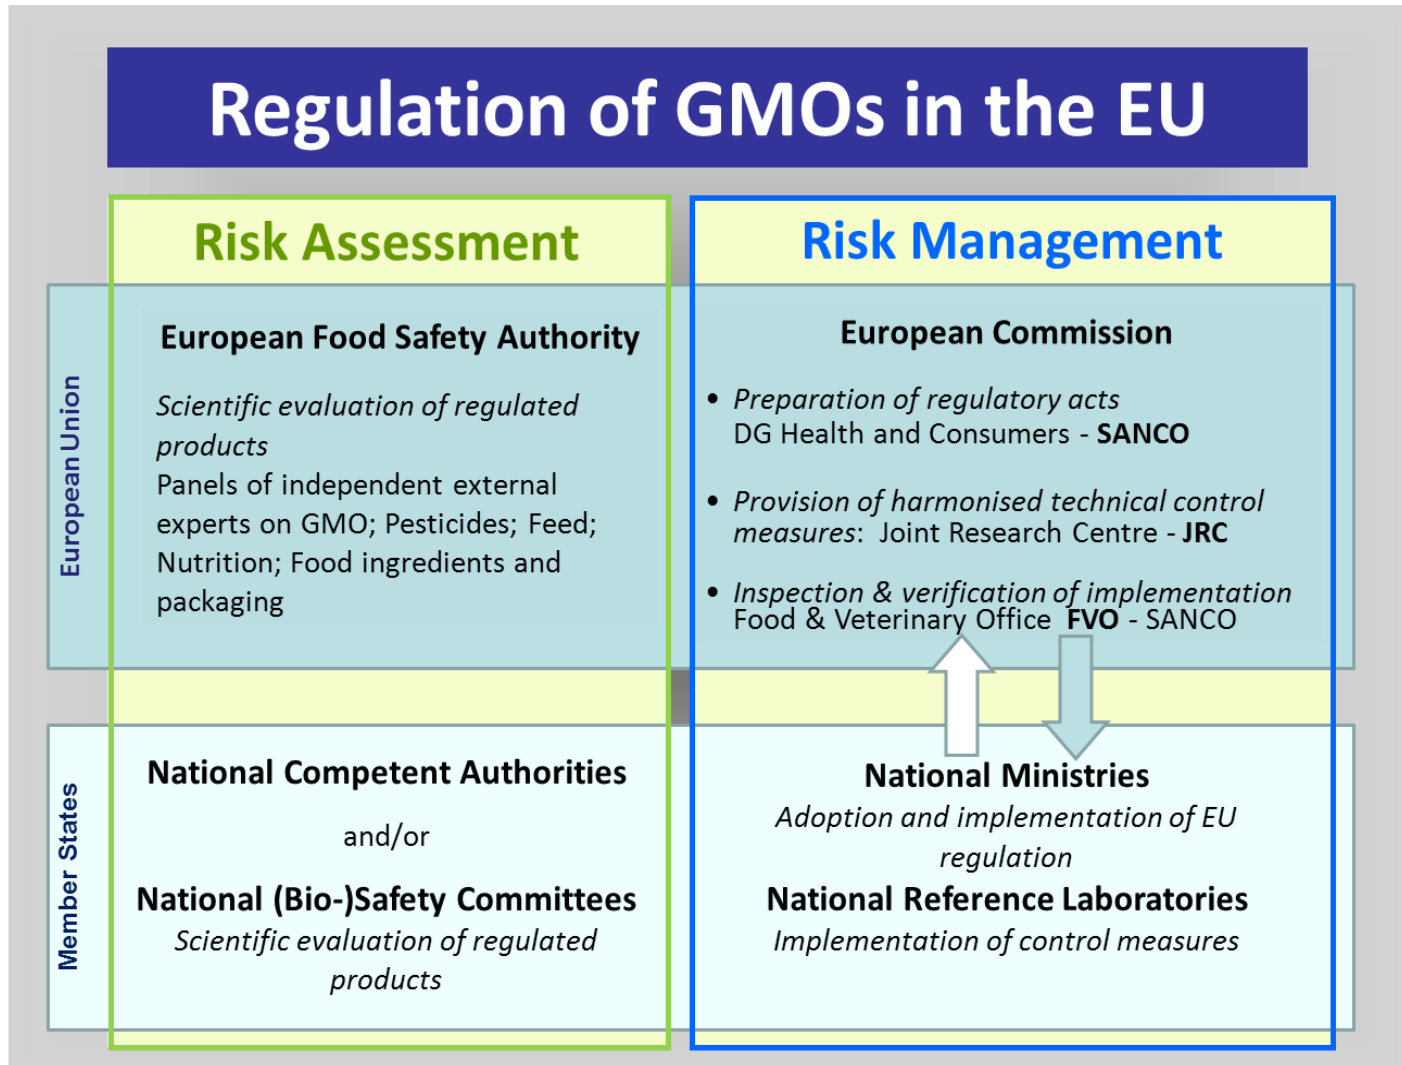 Regulation of GMOs in the EU
Risk Assessment
European Food Safety Authority
Scientific evaluation of regulated
products
Panels of independent external
experts on GMO; Pesticides; Feed;
Nutrition; Food ingredients and
packaging
Risk Management
European Commission
• Preparation of regulatory acts
DG Health and Consumers - SANCO
• Provision of harmonised technical control
measures: Joint Research Centre - JRC
• Inspection & verification of implementation
Food & Veterinary Office FVO - SANCO
European Union
National Competent Authorities
and/or
National (Bio-)Safety Committees
Scientific evaluation of regulated
products
National Ministries
Adoption and implementation of EU
regulation
National Reference Laboratories
Implementation of control measures
Member States